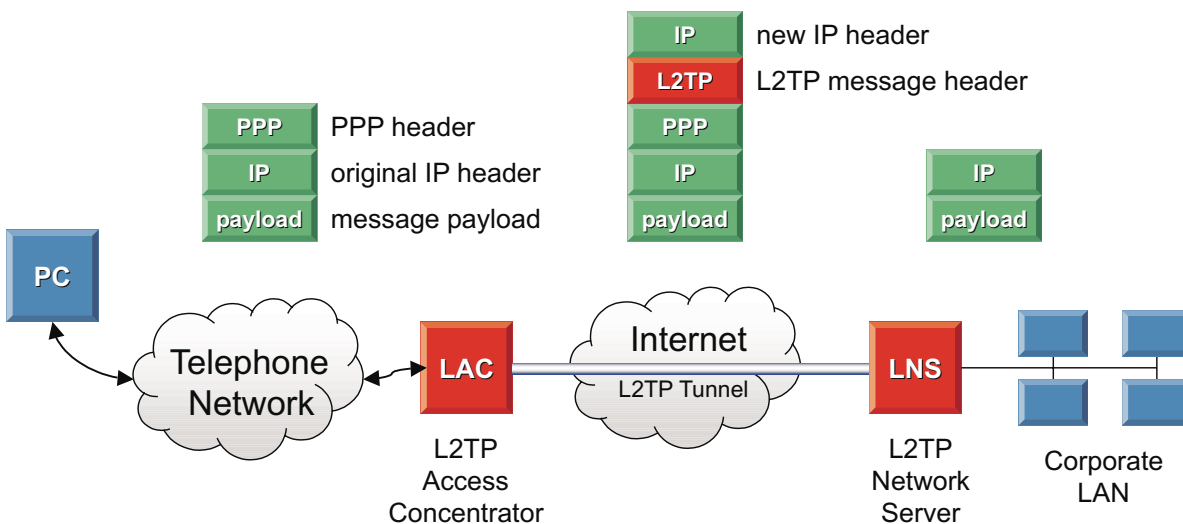 IP new IP header
L2TP L2TP message header
PPP PPP header
PPP
IP original IP header
IP
IP
payload message payload
payload
payload
PC
Telephone
Network
LAC
Internet
L2TP Tunnel
LNS
L2TP
Access
Concentrator
L2TP
Network
Server
Corporate
LAN